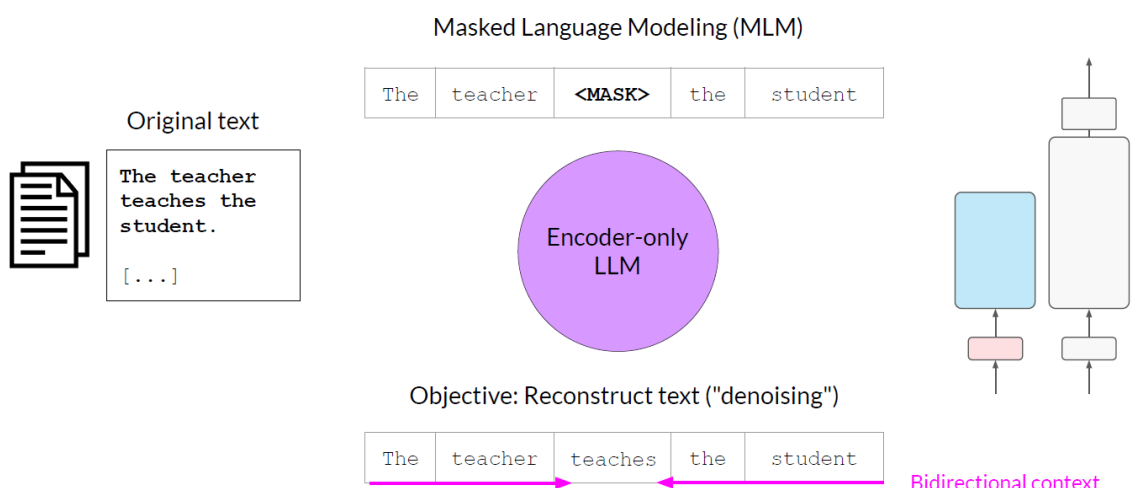 Masked Language Modeling (MLM)
The teacher <MASK> the student
Original text
The teacher
teaches the
student.
[...]
Encoder-only
LLM
Objective: Reconstruct text ("denoising")
The teacher teaches the student
Bidirectional context